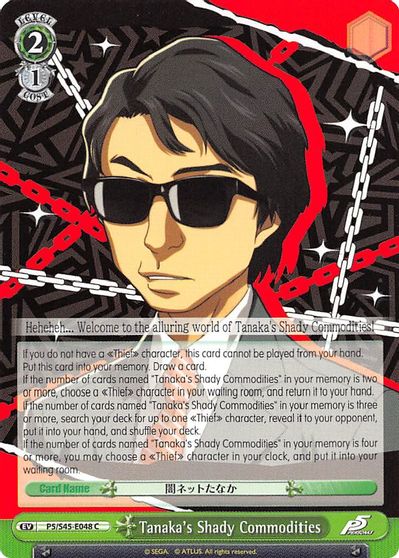 LEVEL
2
1
COST
Heheheh... Welcome to the alluring world of Tanaka's Shady Commodities!
If you do not have a «Thief» character, this card cannot be played from your hand.
Put this card into your memory. Draw a card.
If the number of cards named "Tanaka's Shady Commodities" in your memory is two
or more, choose a «Thief» character in your waiting room, and return it to your hand.
If the number of cards named "Tanaka's Shady Commodities" in your memory is three
or more, search your deck for up to one «Thief» character, reveal it to your opponent,
put it into your hand, and shuffle your deck.
If the number of cards named "Tanaka's Shady Commodities" in your memory is four
or more, you may choose a «Thief» character in your clock, and put it into your
waiting room.
Card Name 闇ネットたなか
EV P5/S45-E048 C Tanaka's Shady Commodities P5 PERSONA5
© SEGA. © ATLUS. All rights reserved.